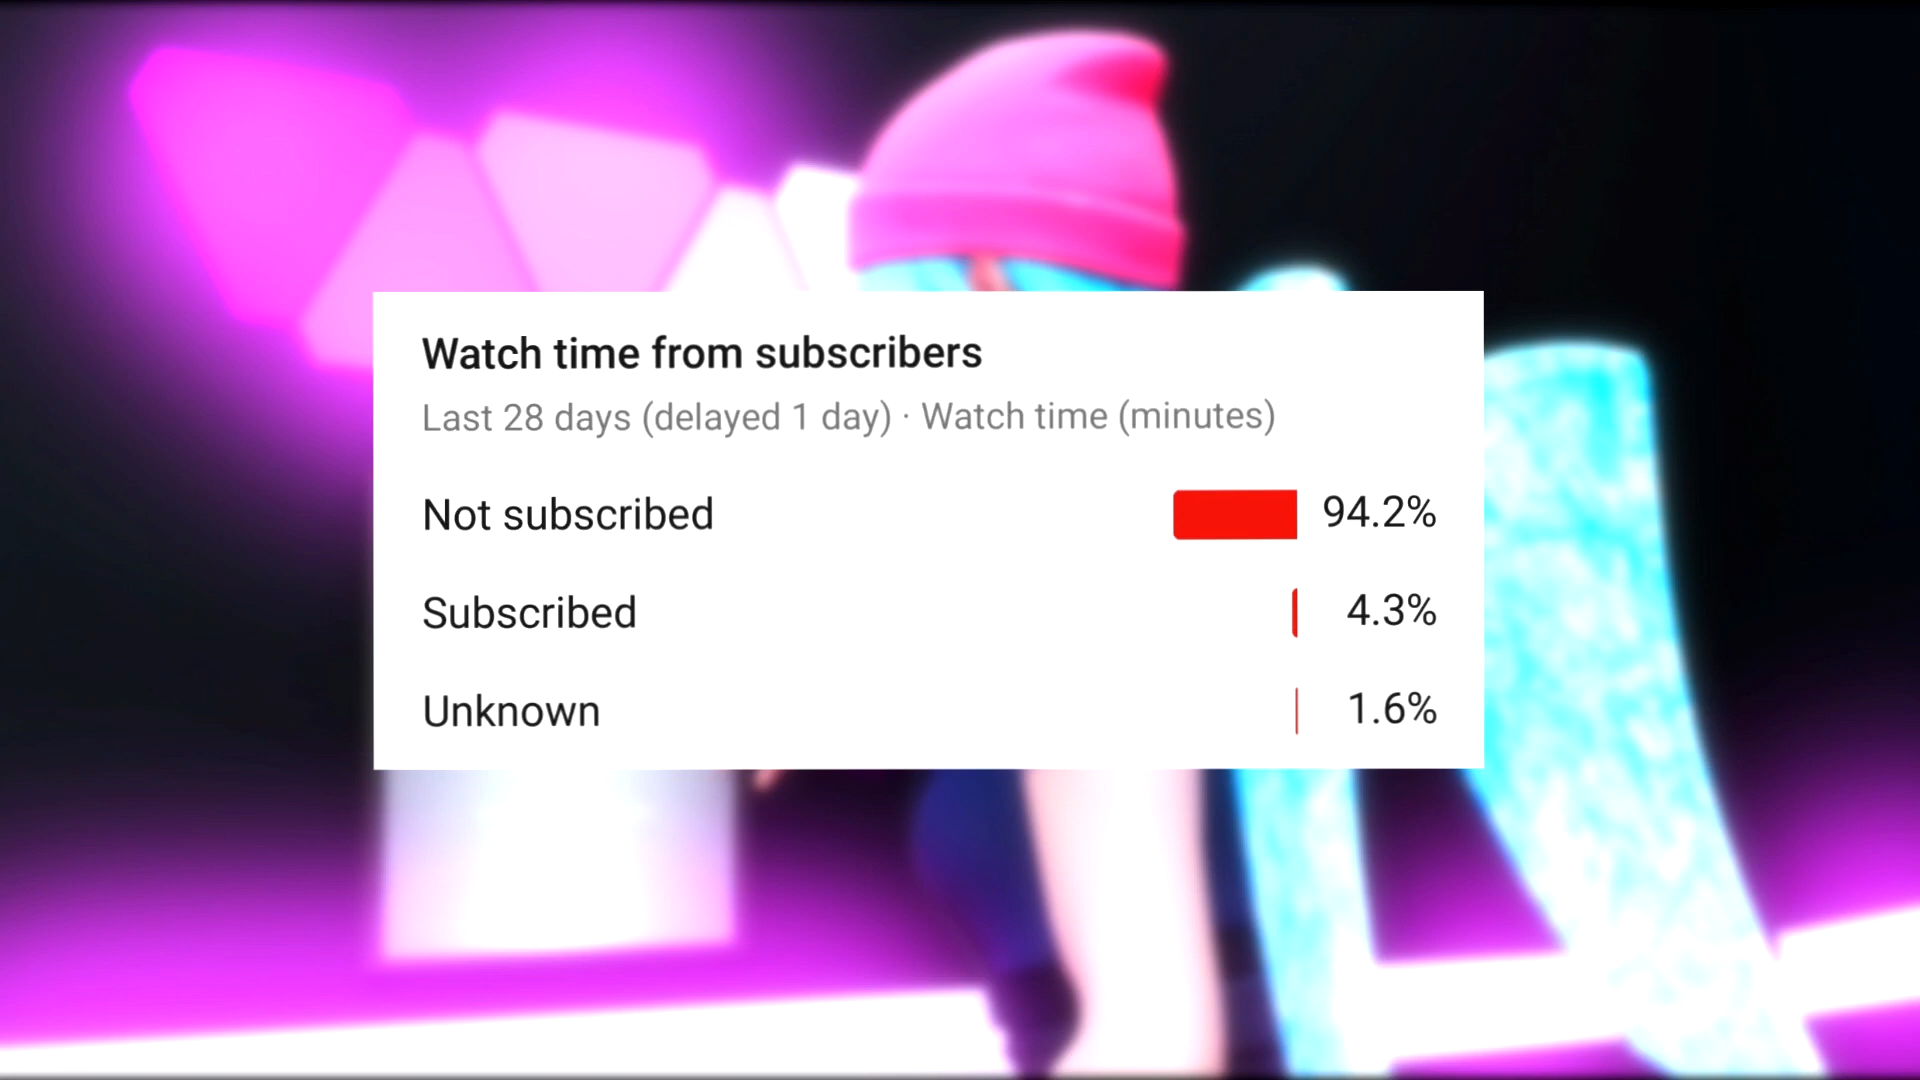 Watch time from subscribers
Last 28 days (delayed 1 day) · Watch time (minutes)
Not subscribed 94.2%
Subscribed 4.3%
Unknown 1.6%